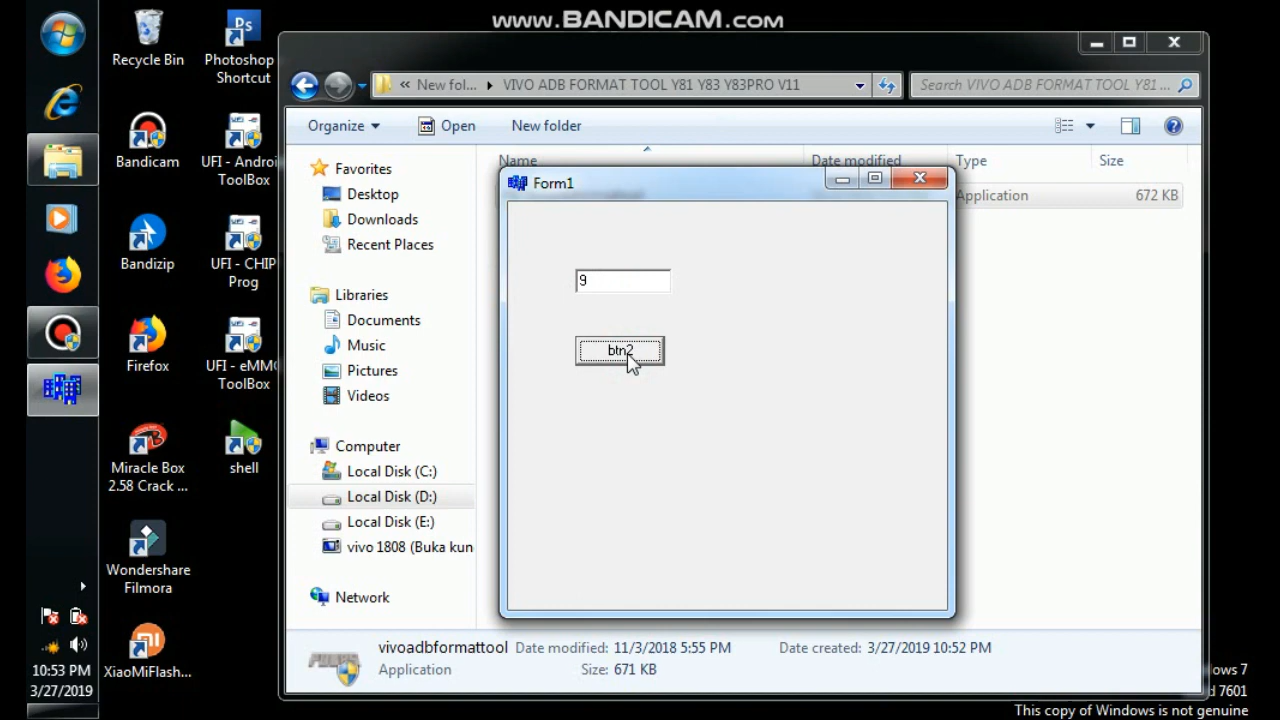 www.BANDICAM.com
Recycle Bin
Photoshop
Shortcut
Bandicam
UFI - Androi
ToolBox
Bandizip
UFI - CHIP
Prog
Firefox
UFI - eMMC
ToolBox
Miracle Box
2.58 Crack ...
shell
Wondershare
Filmora
XiaoMiFlash...
10:53 PM
3/27/2019
« New fol... ▸ VIVO ADB FORMAT TOOL Y81 Y83 Y83PRO V11
Search VIVO ADB FORMAT TOOL Y81 ...
Organize
Open
New folder
Name
Date modified
Type
Size
Application
672 KB
Favorites
Desktop
Downloads
Recent Places
Libraries
Documents
Music
Pictures
Videos
Computer
Local Disk (C:)
Local Disk (D:)
Local Disk (E:)
vivo 1808 (Buka kun
Network
Form1
9
btn2
vivoadbformattool
Date modified: 11/3/2018 5:55 PM
Date created: 3/27/2019 10:52 PM
Application
Size: 671 KB
ows 7
d 7601
This copy of Windows is not genuine